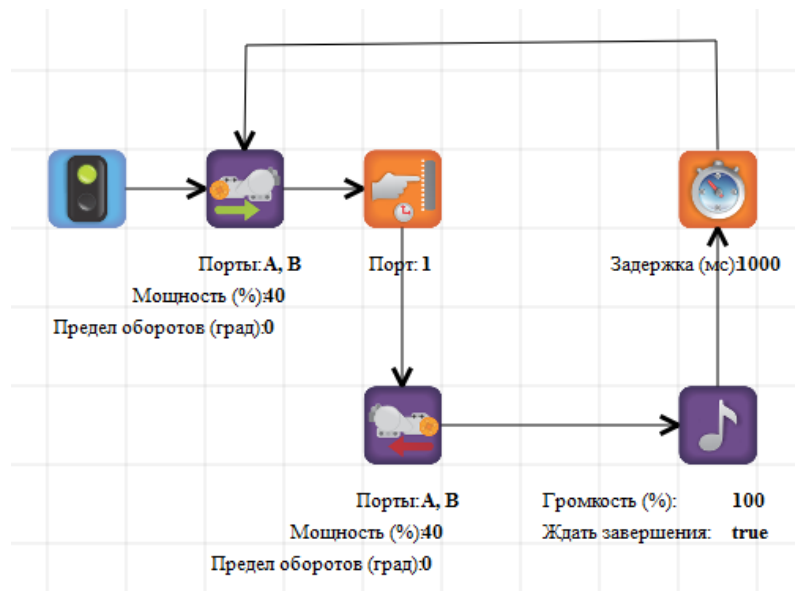 Порты: A, B
Мощность (%): 40
Предел оборотов (град): 0
Порт: 1
Задержка (мс): 1000
Порты: A, B
Мощность (%): 40
Предел оборотов (град): 0
Громкость (%): 100
Ждать завершения: true